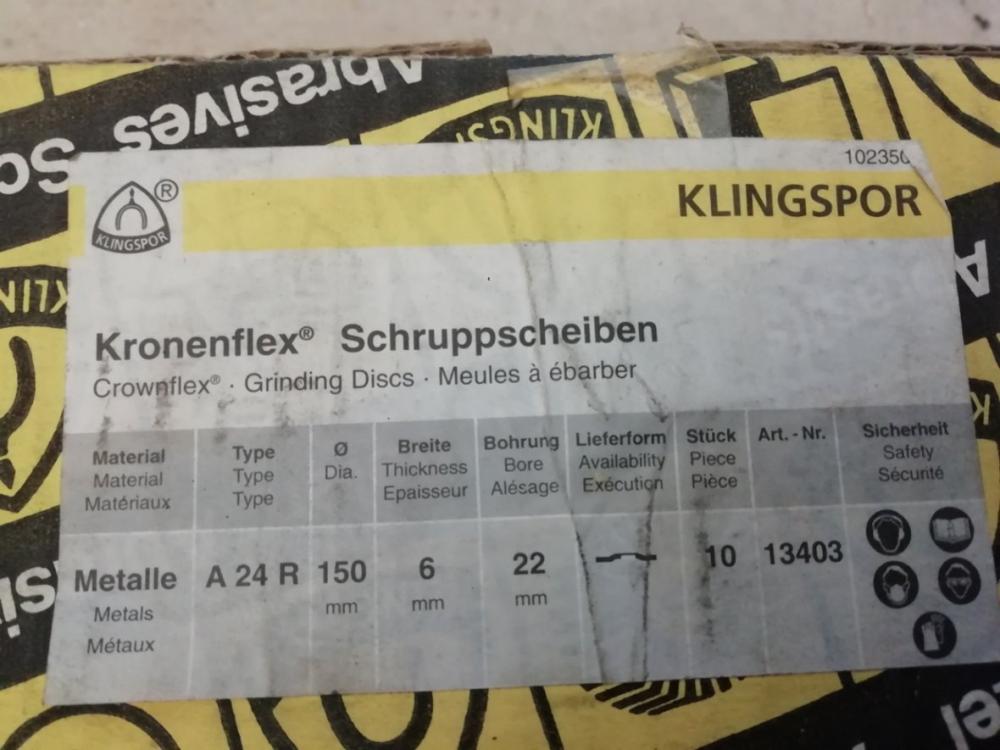 Abrasives
KLINGSPOR
10235
®
KLINGSPOR
KLINGSPOR
Kronenflex® Schruppscheiben
Crownflex® · Grinding Discs · Meules à ébarber
Material Type Ø Breite Bohrung Lieferform Stück Art. - Nr. Sicherheit
Material Type Dia. Thickness Bore Availability Piece Safety
Matériaux Type Epaisseur Alésage Exécution Pièce Sécurité
Metalle A 24 R 150 6 22 10 13403
Metals mm mm mm
Métaux